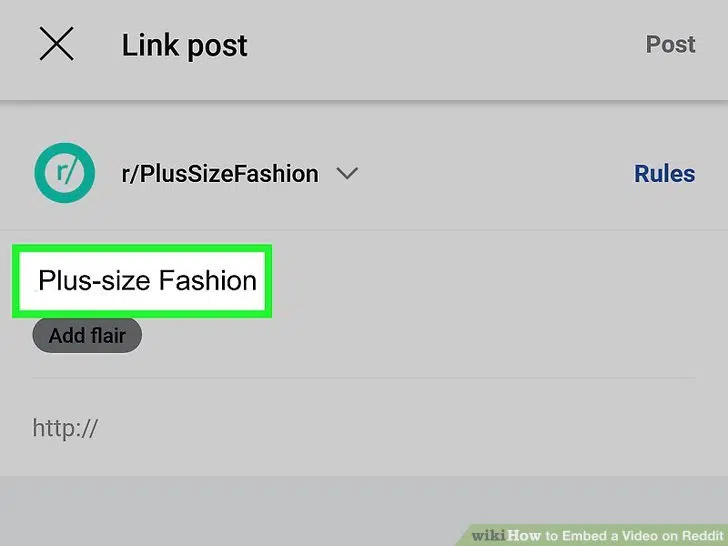 Link post
Post
r/
r/PlusSizeFashion
Rules
Plus-size Fashion
Add flair
http://
wikiHow to Embed a Video on Reddit